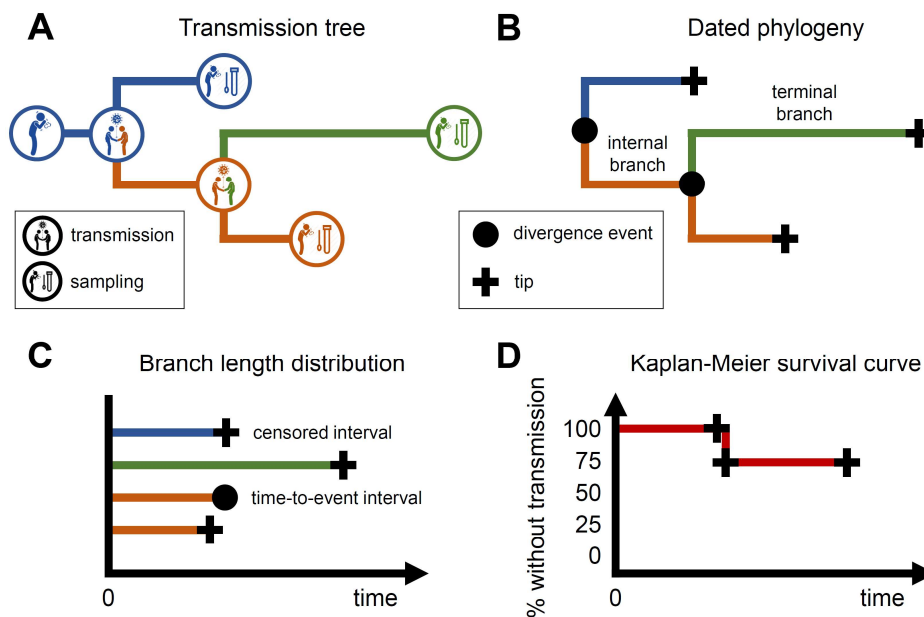 A
Transmission tree
transmission
sampling
B
Dated phylogeny
terminal
branch
internal
branch
divergence event
tip
C
Branch length distribution
censored interval
time-to-event interval
0
time
D
Kaplan-Meier survival curve
% without transmission
100
75
50
25
0
0
time